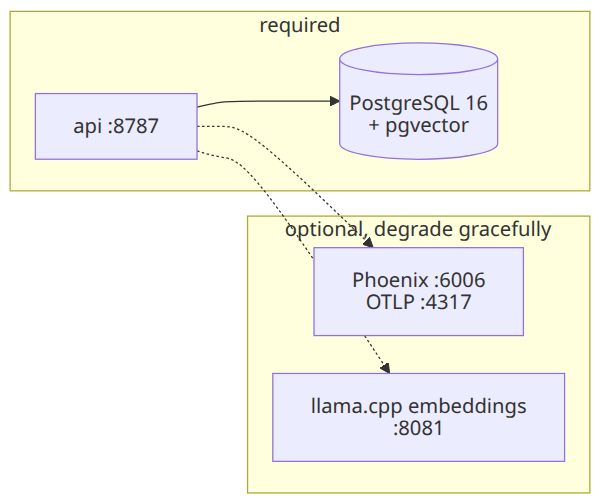 required
api :8787
PostgreSQL 16
+ pgvector
optional, degrade gracefully
Phoenix :6006
OTLP :4317
llama.cpp embeddings
:8081